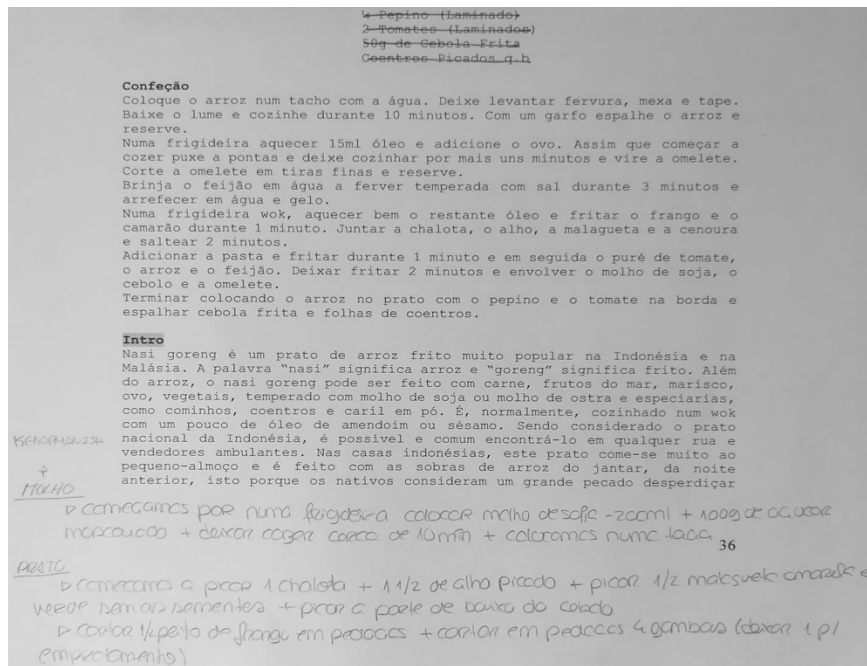 ¼ Pepino (Laminado)
2 Tomates (Laminados)
50g de Cebola Frita
Coentros Picados q.b
Confeção
Coloque o arroz num tacho com a água. Deixe levantar fervura, mexa e tape.
Baixe o lume e cozinhe durante 10 minutos. Com um garfo espalhe o arroz e
reserve.
Numa frigideira aquecer 15ml óleo e adicione o ovo. Assim que começar a
cozer puxe a pontas e deixe cozinhar por mais uns minutos e vire a omelete.
Corte a omelete em tiras finas e reserve.
Brinja o feijão em água a ferver temperada com sal durante 3 minutos e
arrefecer em água e gelo.
Numa frigideira wok, aquecer bem o restante óleo e fritar o frango e o
camarão durante 1 minuto. Juntar a chalota, o alho, a malagueta e a cenoura
e saltear 2 minutos.
Adicionar a pasta e fritar durante 1 minuto e em seguida o puré de tomate,
o arroz e o feijão. Deixar fritar 2 minutos e envolver o molho de soja, o
cebolo e a omelete.
Terminar colocando o arroz no prato com o pepino e o tomate na borda e
espalhar cebola frita e folhas de coentros.
Intro
Nasi goreng é um prato de arroz frito muito popular na Indonésia e na
Malásia. A palavra "nasi" significa arroz e "goreng" significa frito. Além
do arroz, o nasi goreng pode ser feito com carne, frutos do mar, marisco,
ovo, vegetais, temperado com molho de soja ou molho de ostra e especiarias,
como cominhos, coentros e caril em pó. É, normalmente, cozinhado num wok
com um pouco de óleo de amendoim ou sésamo. Sendo considerado o prato
nacional da Indonésia, é possível e comum encontrá-lo em qualquer rua e
vendedores ambulantes. Nas casas indonésias, este prato come-se muito ao
pequeno-almoço e é feito com as sobras de arroz do jantar, da noite
anterior, isto porque os nativos consideram um grande pecado desperdiçar
MOLHO
começamos por numa frigideira colocar molho de soja - 200ml + 100g de açucar
mascavado + deixar cozer cerca de 10min + colocamos numa taça
36
PRATO
começamos a picar 1 chalota + 1 1/2 de alho picado + picar 1/2 malagueta amarela e
verde sem as sementes + picar a parte de baixo do
cortar 1/2 peito de frango em pedaços + cortar em pedaços 4 gambas (deixar 1 p/
empratamento)